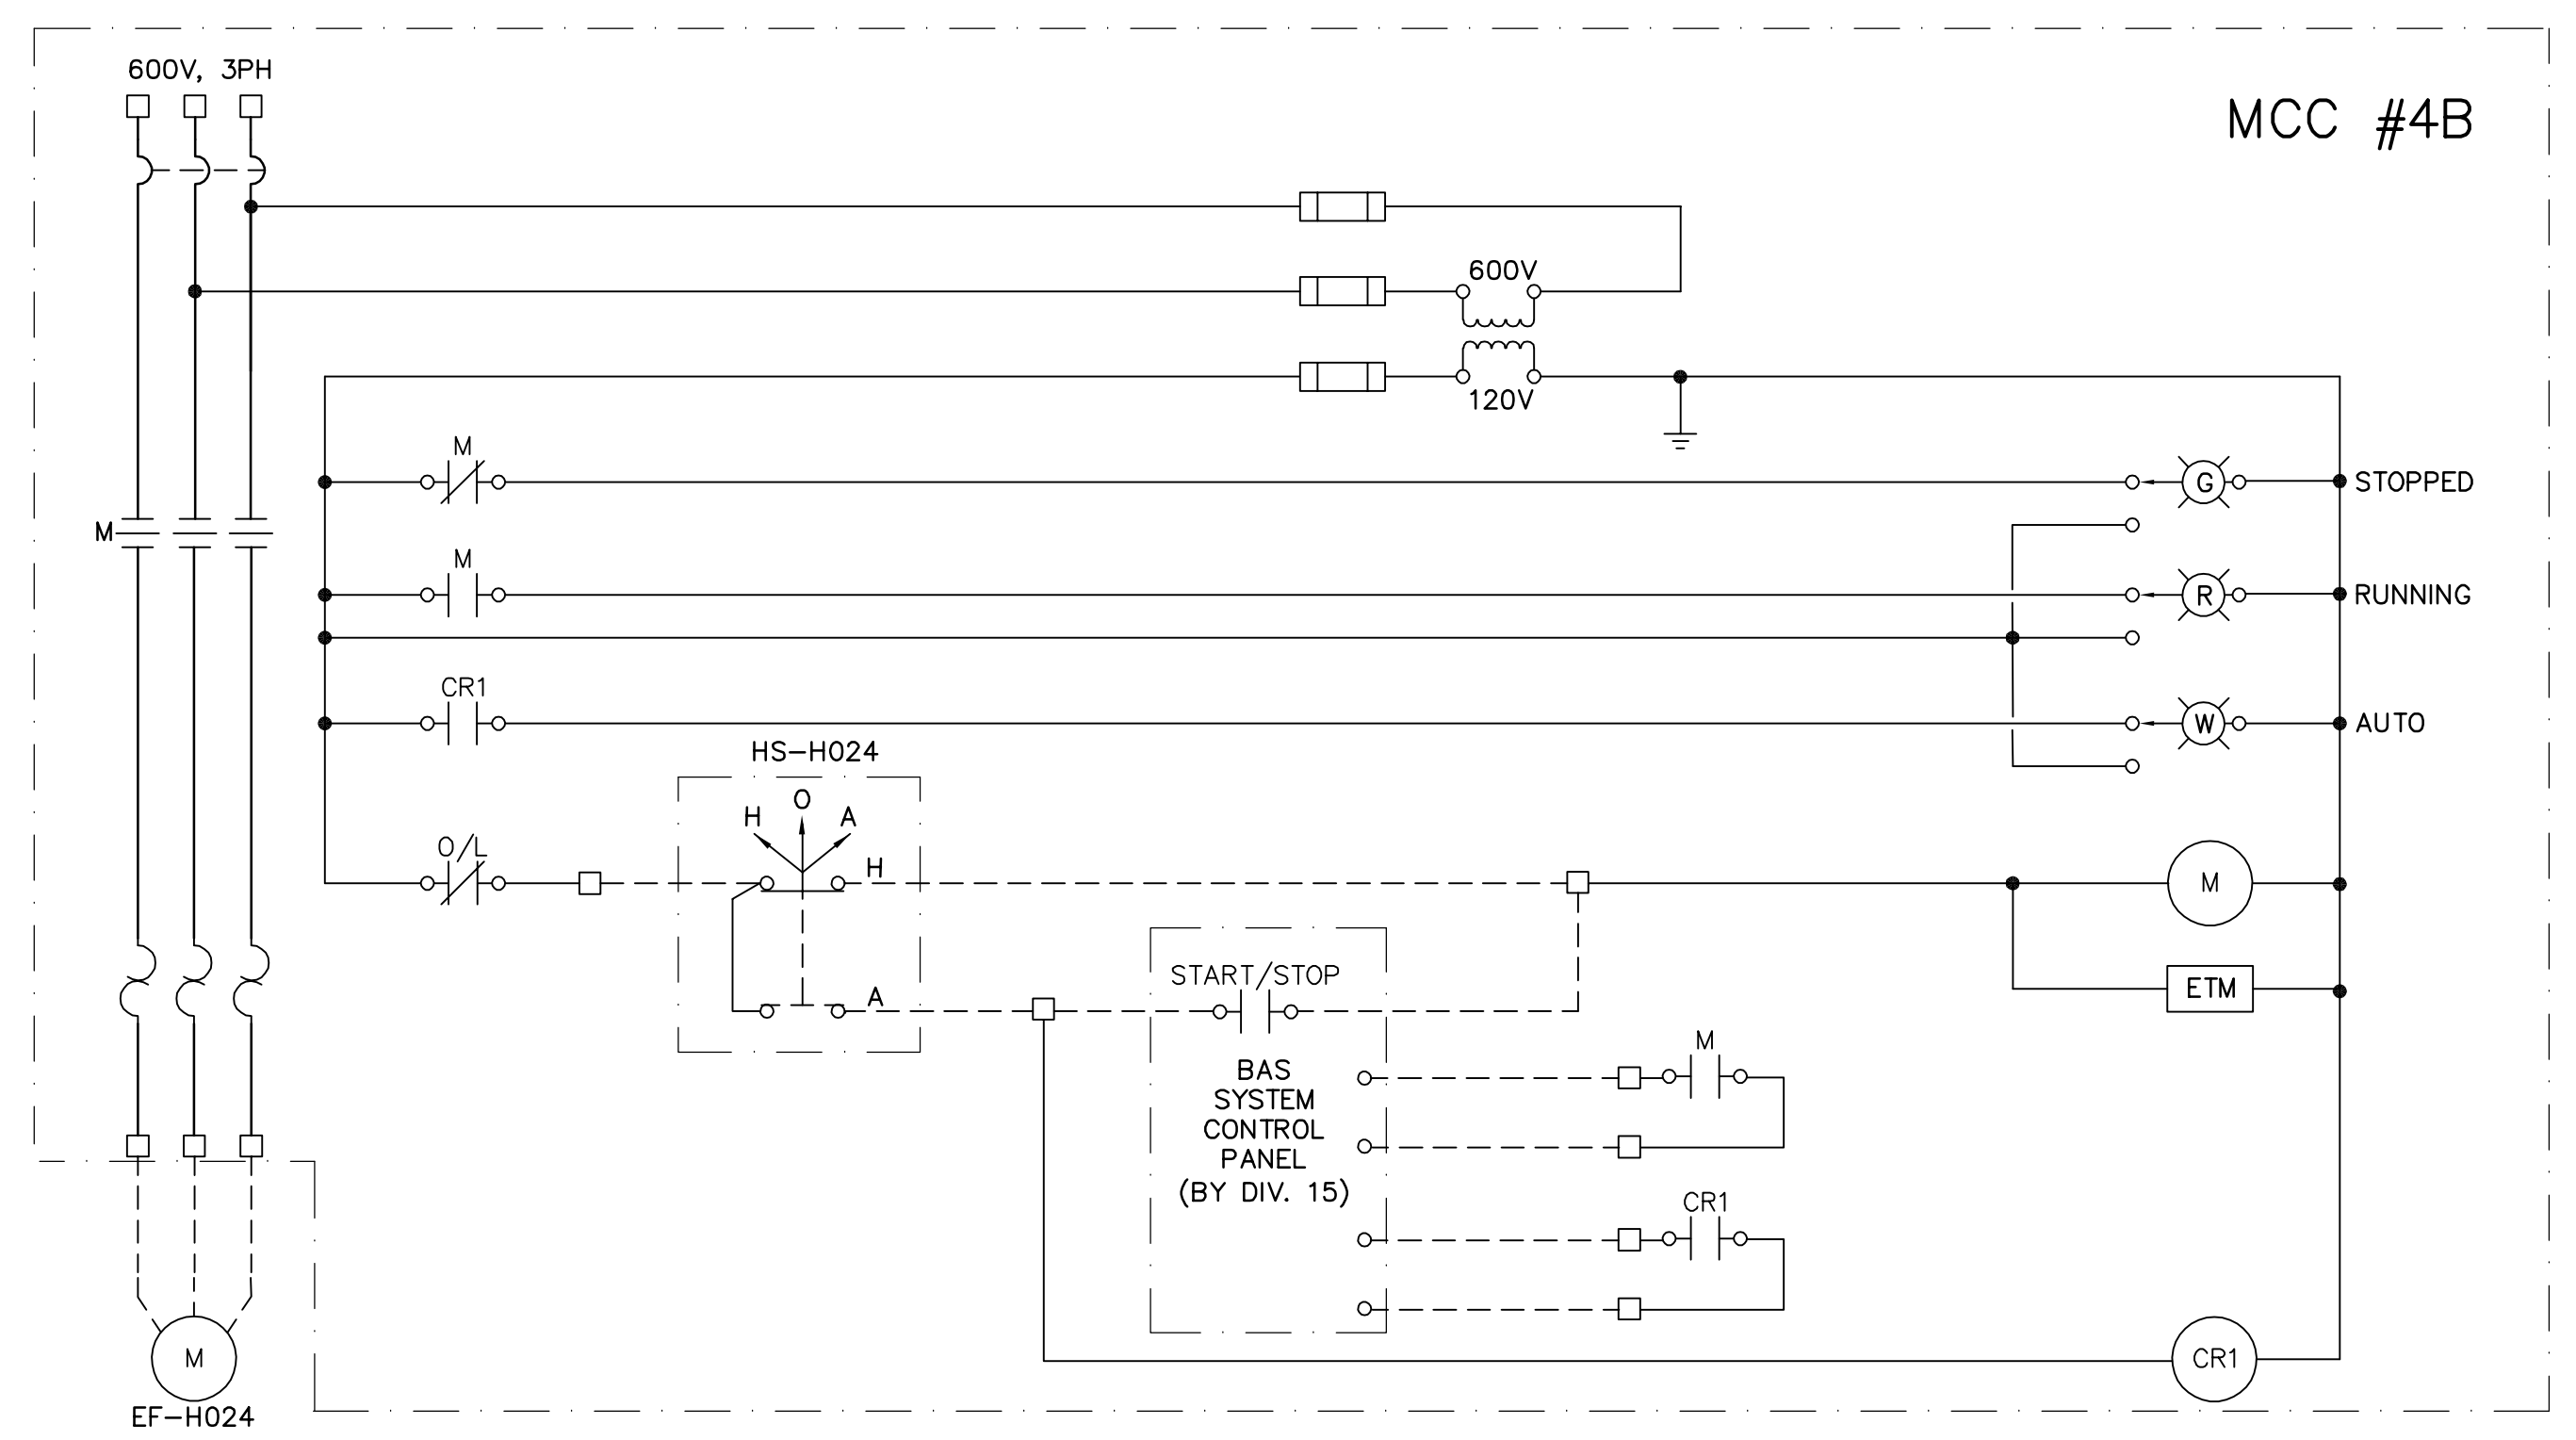 600V, 3PH
MCC #4B
600V
120V
M
G
STOPPED
M
M
R
RUNNING
CR1
W
AUTO
HS-H024
H
O
A
O/L
H
M
START/STOP
A
ETM
M
BAS
SYSTEM
CONTROL
PANEL
(BY DIV. 15)
CR1
M
CR1
EF-H024